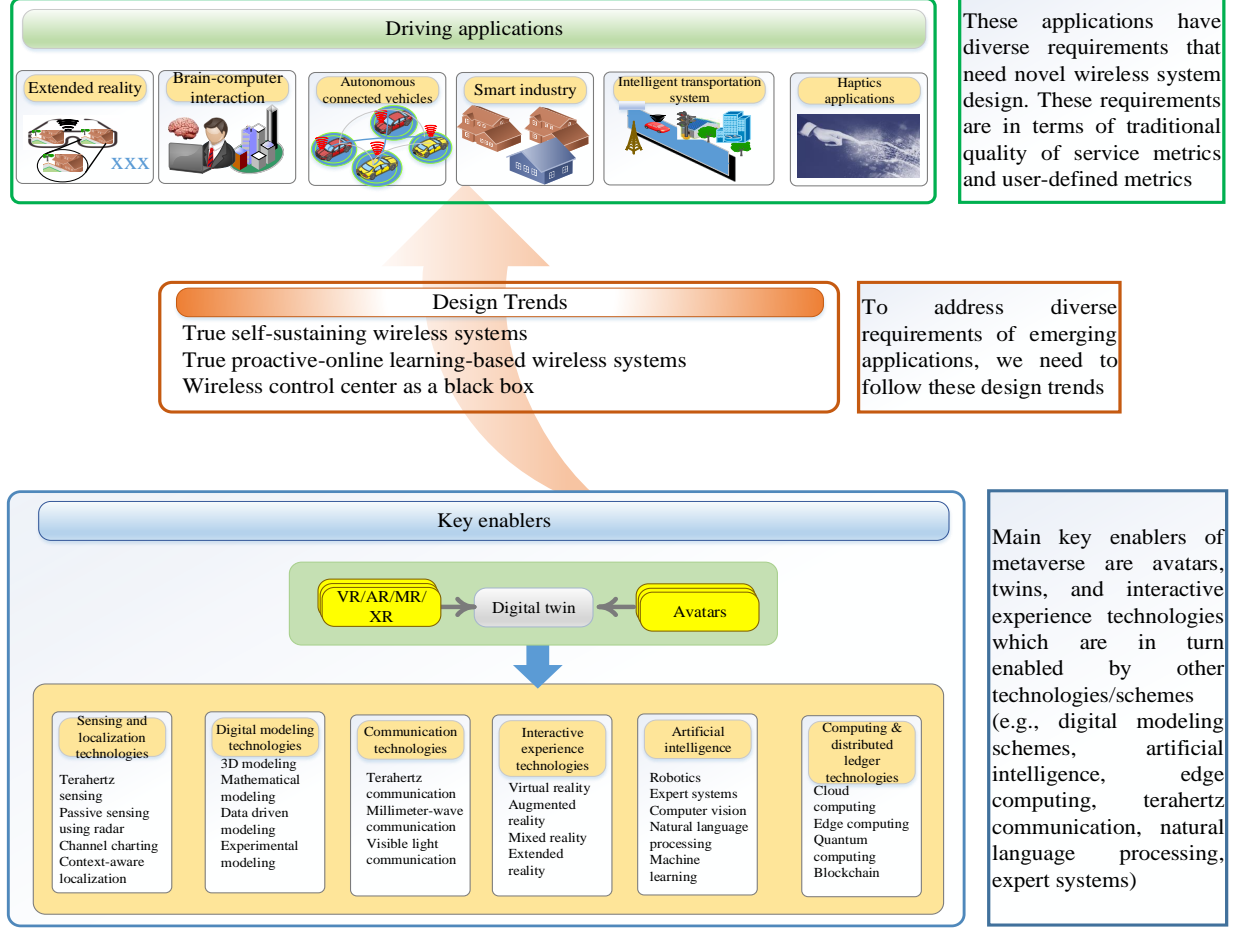 Driving applications
Extended reality
XXX
Brain-computer
interaction
Autonomous
connected vehicles
Smart industry
Intelligent transportation
system
Haptics
applications
These applications have
diverse requirements that
need novel wireless system
design. These requirements
are in terms of traditional
quality of service metrics
and user-defined metrics
Design Trends
True self-sustaining wireless systems
True proactive-online learning-based wireless systems
Wireless control center as a black box
To address diverse
requirements of emerging
applications, we need to
follow these design trends
Key enablers
VR/AR/MR/
XR
Digital twin
Avatars
Sensing and
localization
technologies
Terahertz
sensing
Passive sensing
using radar
Channel charting
Context-aware
localization
Digital modeling
technologies
3D modeling
Mathematical
modeling
Data driven
modeling
Experimental
modeling
Communication
technologies
Terahertz
communication
Millimeter-wave
communication
Visible light
communication
Interactive
experience
technologies
Virtual reality
Augmented
reality
Mixed reality
Extended
reality
Artificial
intelligence
Robotics
Expert systems
Computer vision
Natural language
processing
Machine
learning
Computing &
distributed
ledger
technologies
Cloud
computing
Edge computing
Quantum
computing
Blockchain
Main key enablers of
metaverse are avatars,
twins, and interactive
experience technologies
which are in turn
enabled by other
technologies/schemes
(e.g., digital modeling
schemes, artificial
intelligence, edge
computing, terahertz
communication, natural
language processing,
expert systems)